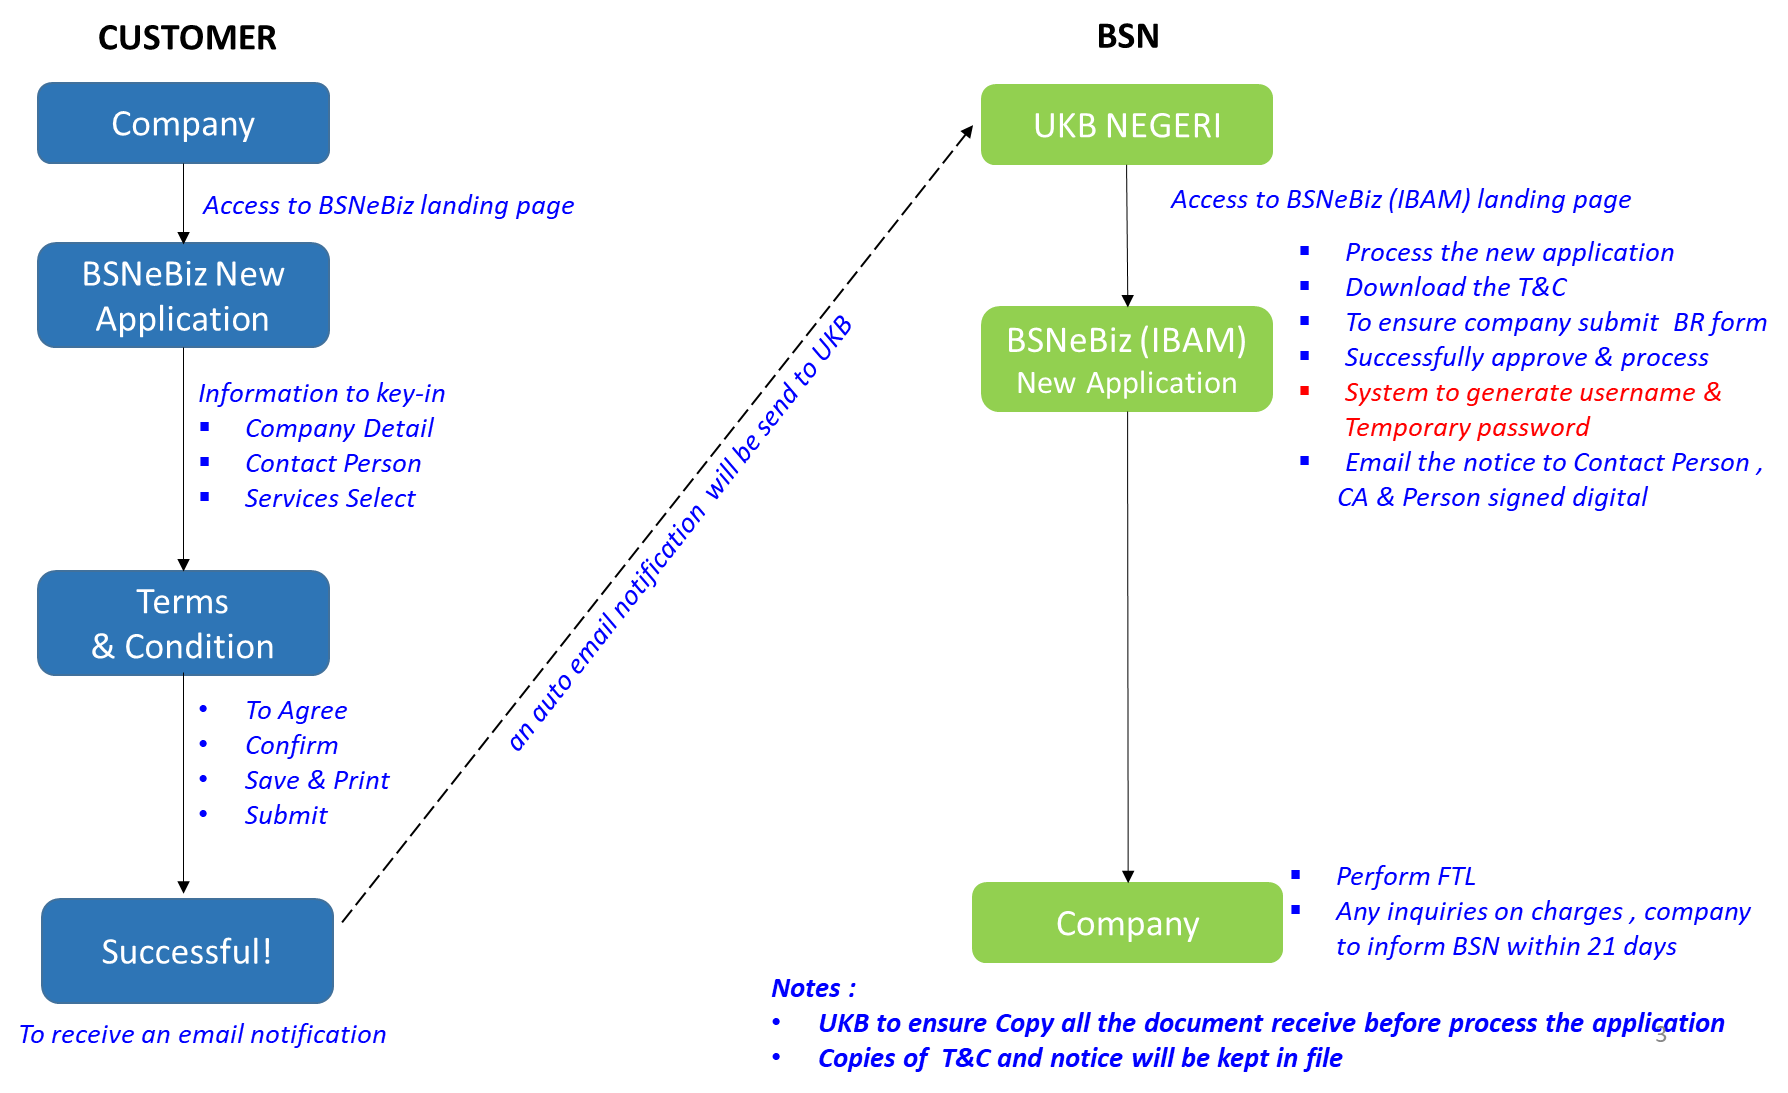 CUSTOMER
Company
Access to BSNeBiz landing page
BSNeBiz New
Application
Information to key-in
▪ Company Detail
▪ Contact Person
▪ Services Select
Terms
& Condition
• To Agree
• Confirm
• Save & Print
• Submit
Successful!
To receive an email notification
an auto email notification will be send to UKB
BSN
UKB NEGERI
Access to BSNeBiz (IBAM) landing page
▪ Process the new application
▪ Download the T&C
▪ To ensure company submit BR form
▪ Successfully approve & process
▪ System to generate username &
Temporary password
▪ Email the notice to Contact Person ,
CA & Person signed digital
BSNeBiz (IBAM)
New Application
Company
▪ Perform FTL
▪ Any inquiries on charges , company
to inform BSN within 21 days
Notes :
• UKB to ensure Copy all the document receive before process the application
• Copies of T&C and notice will be kept in file
3